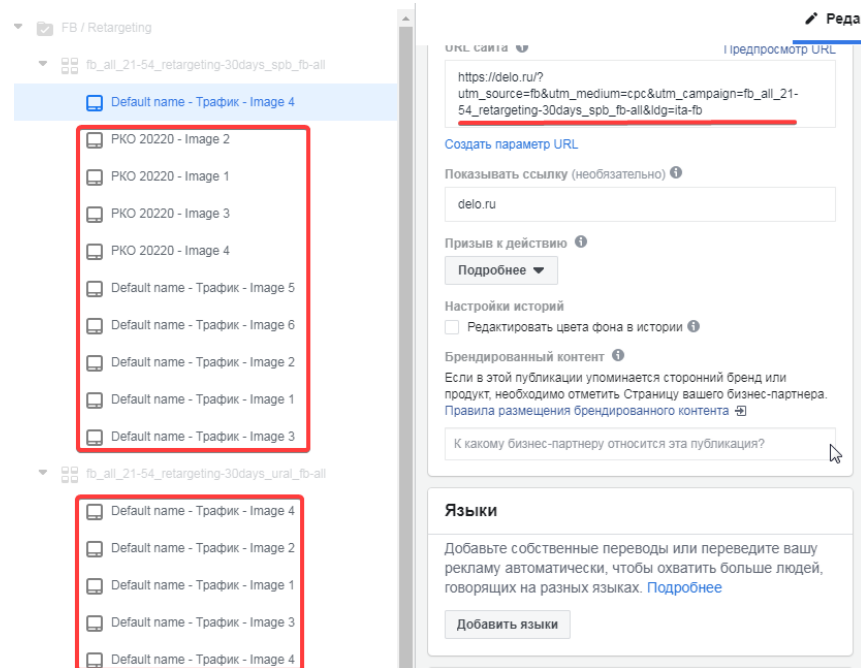 FB / Retargeting
fb_all_21-54_retargeting-30days_spb_fb-all
Default name - Трафик - Image 4
РКО 20220 - Image 2
РКО 20220 - Image 1
РКО 20220 - Image 3
РКО 20220 - Image 4
Default name - Трафик - Image 5
Default name - Трафик - Image 6
Default name - Трафик - Image 2
Default name - Трафик - Image 1
Default name - Трафик - Image 3
fb_all_21-54_retargeting-30days_ural_fb-all
Default name - Трафик - Image 4
Default name - Трафик - Image 2
Default name - Трафик - Image 1
Default name - Трафик - Image 3
Default name - Трафик - Image 4
Реда
URL сайта Предпросмотр URL
https://delo.ru/?
utm_source=fb&utm_medium=cpc&utm_campaign=fb_all_21-
54_retargeting-30days_spb_fb-all&ldg=ita-fb
Создать параметр URL
Показывать ссылку (необязательно)
delo.ru
Призыв к действию
Подробнее
Настройки историй
Редактировать цвета фона в истории
Брендированный контент
Если в этой публикации упоминается сторонний бренд или
продукт, необходимо отметить Страницу вашего бизнес-партнера.
Правила размещения брендированного контента
К какому бизнес-партнеру относится эта публикация?
Языки
Добавьте собственные переводы или переведите вашу
рекламу автоматически, чтобы охватить больше людей,
говорящих на разных языках. Подробнее
Добавить языки